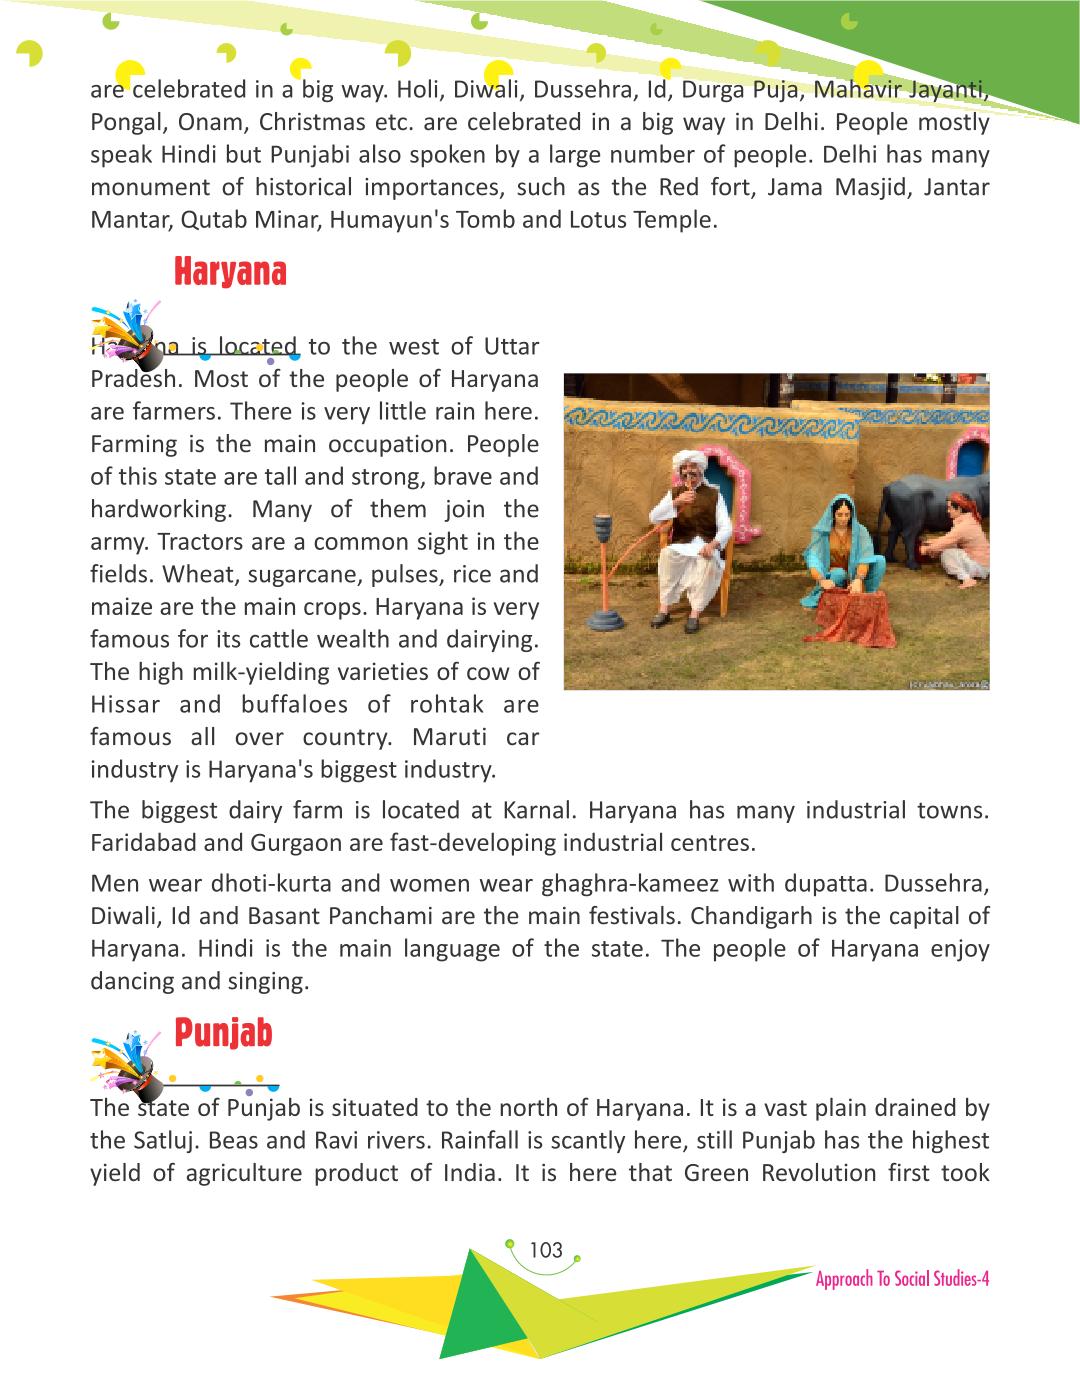 are celebrated in a big way. Holi, Diwali, Dussehra, Id, Durga Puja, Mahavir Jayanti,
Pongal, Onam, Christmas etc. are celebrated in a big way in Delhi. People mostly
speak Hindi but Punjabi also spoken by a large number of people. Delhi has many
monument of historical importances, such as the Red fort, Jama Masjid, Jantar
Mantar, Qutab Minar, Humayun's Tomb and Lotus Temple.
Haryana
Haryana is located to the west of Uttar
Pradesh. Most of the people of Haryana
are farmers. There is very little rain here.
Farming is the main occupation. People
of this state are tall and strong, brave and
hardworking. Many of them join the
army. Tractors are a common sight in the
fields. Wheat, sugarcane, pulses, rice and
maize are the main crops. Haryana is very
famous for its cattle wealth and dairying.
The high milk-yielding varieties of cow of
Hissar and buffaloes of rohtak are
famous all over country. Maruti car
industry is Haryana's biggest industry.
The biggest dairy farm is located at Karnal. Haryana has many industrial towns.
Faridabad and Gurgaon are fast-developing industrial centres.
Men wear dhoti-kurta and women wear ghaghra-kameez with dupatta. Dussehra,
Diwali, Id and Basant Panchami are the main festivals. Chandigarh is the capital of
Haryana. Hindi is the main language of the state. The people of Haryana enjoy
dancing and singing.
Punjab
The state of Punjab is situated to the north of Haryana. It is a vast plain drained by
the Satluj. Beas and Ravi rivers. Rainfall is scantly here, still Punjab has the highest
yield of agriculture product of India. It is here that Green Revolution first took
103
Approach To Social Studies-4